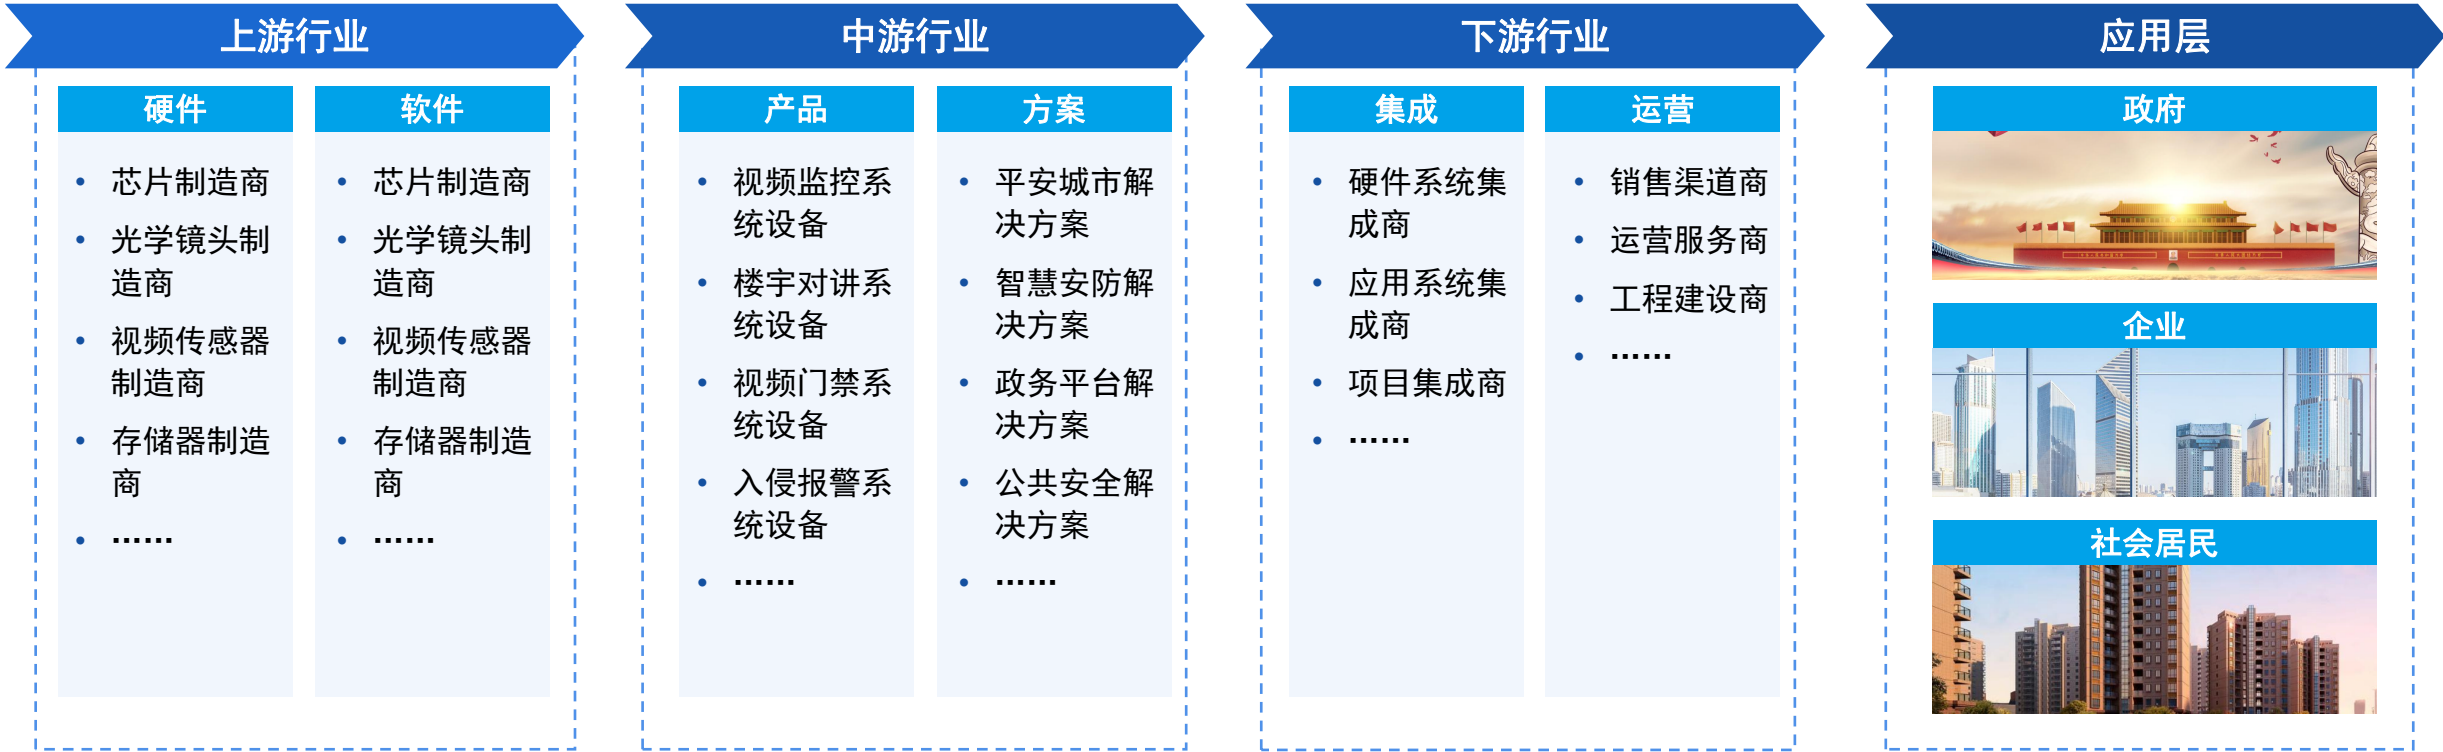 上游行业
硬件
• 芯片制造商
• 光学镜头制
造商
• 视频传感器
制造商
• 存储器制造
商
• ······
软件
• 芯片制造商
• 光学镜头制
造商
• 视频传感器
制造商
• 存储器制造
商
• ······
中游行业
产品
• 视频监控系
统设备
• 楼宇对讲系
统设备
• 视频门禁系
统设备
• 入侵报警系
统设备
• ······
方案
• 平安城市解
决方案
• 智慧安防解
决方案
• 政务平台解
决方案
• 公共安全解
决方案
• ······
下游行业
集成
• 硬件系统集
成商
• 应用系统集
成商
• 项目集成商
• ······
运营
• 销售渠道商
• 运营服务商
• 工程建设商
• ······
应用层
政府
企业
社会居民